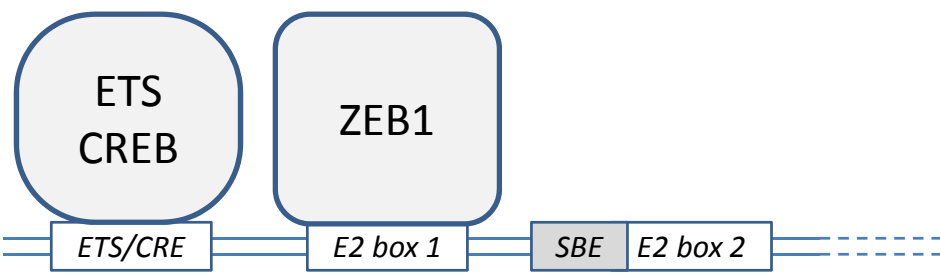 ETS
CREB
ZEB1
ETS/CRE
E2 box 1
SBE
E2 box 2